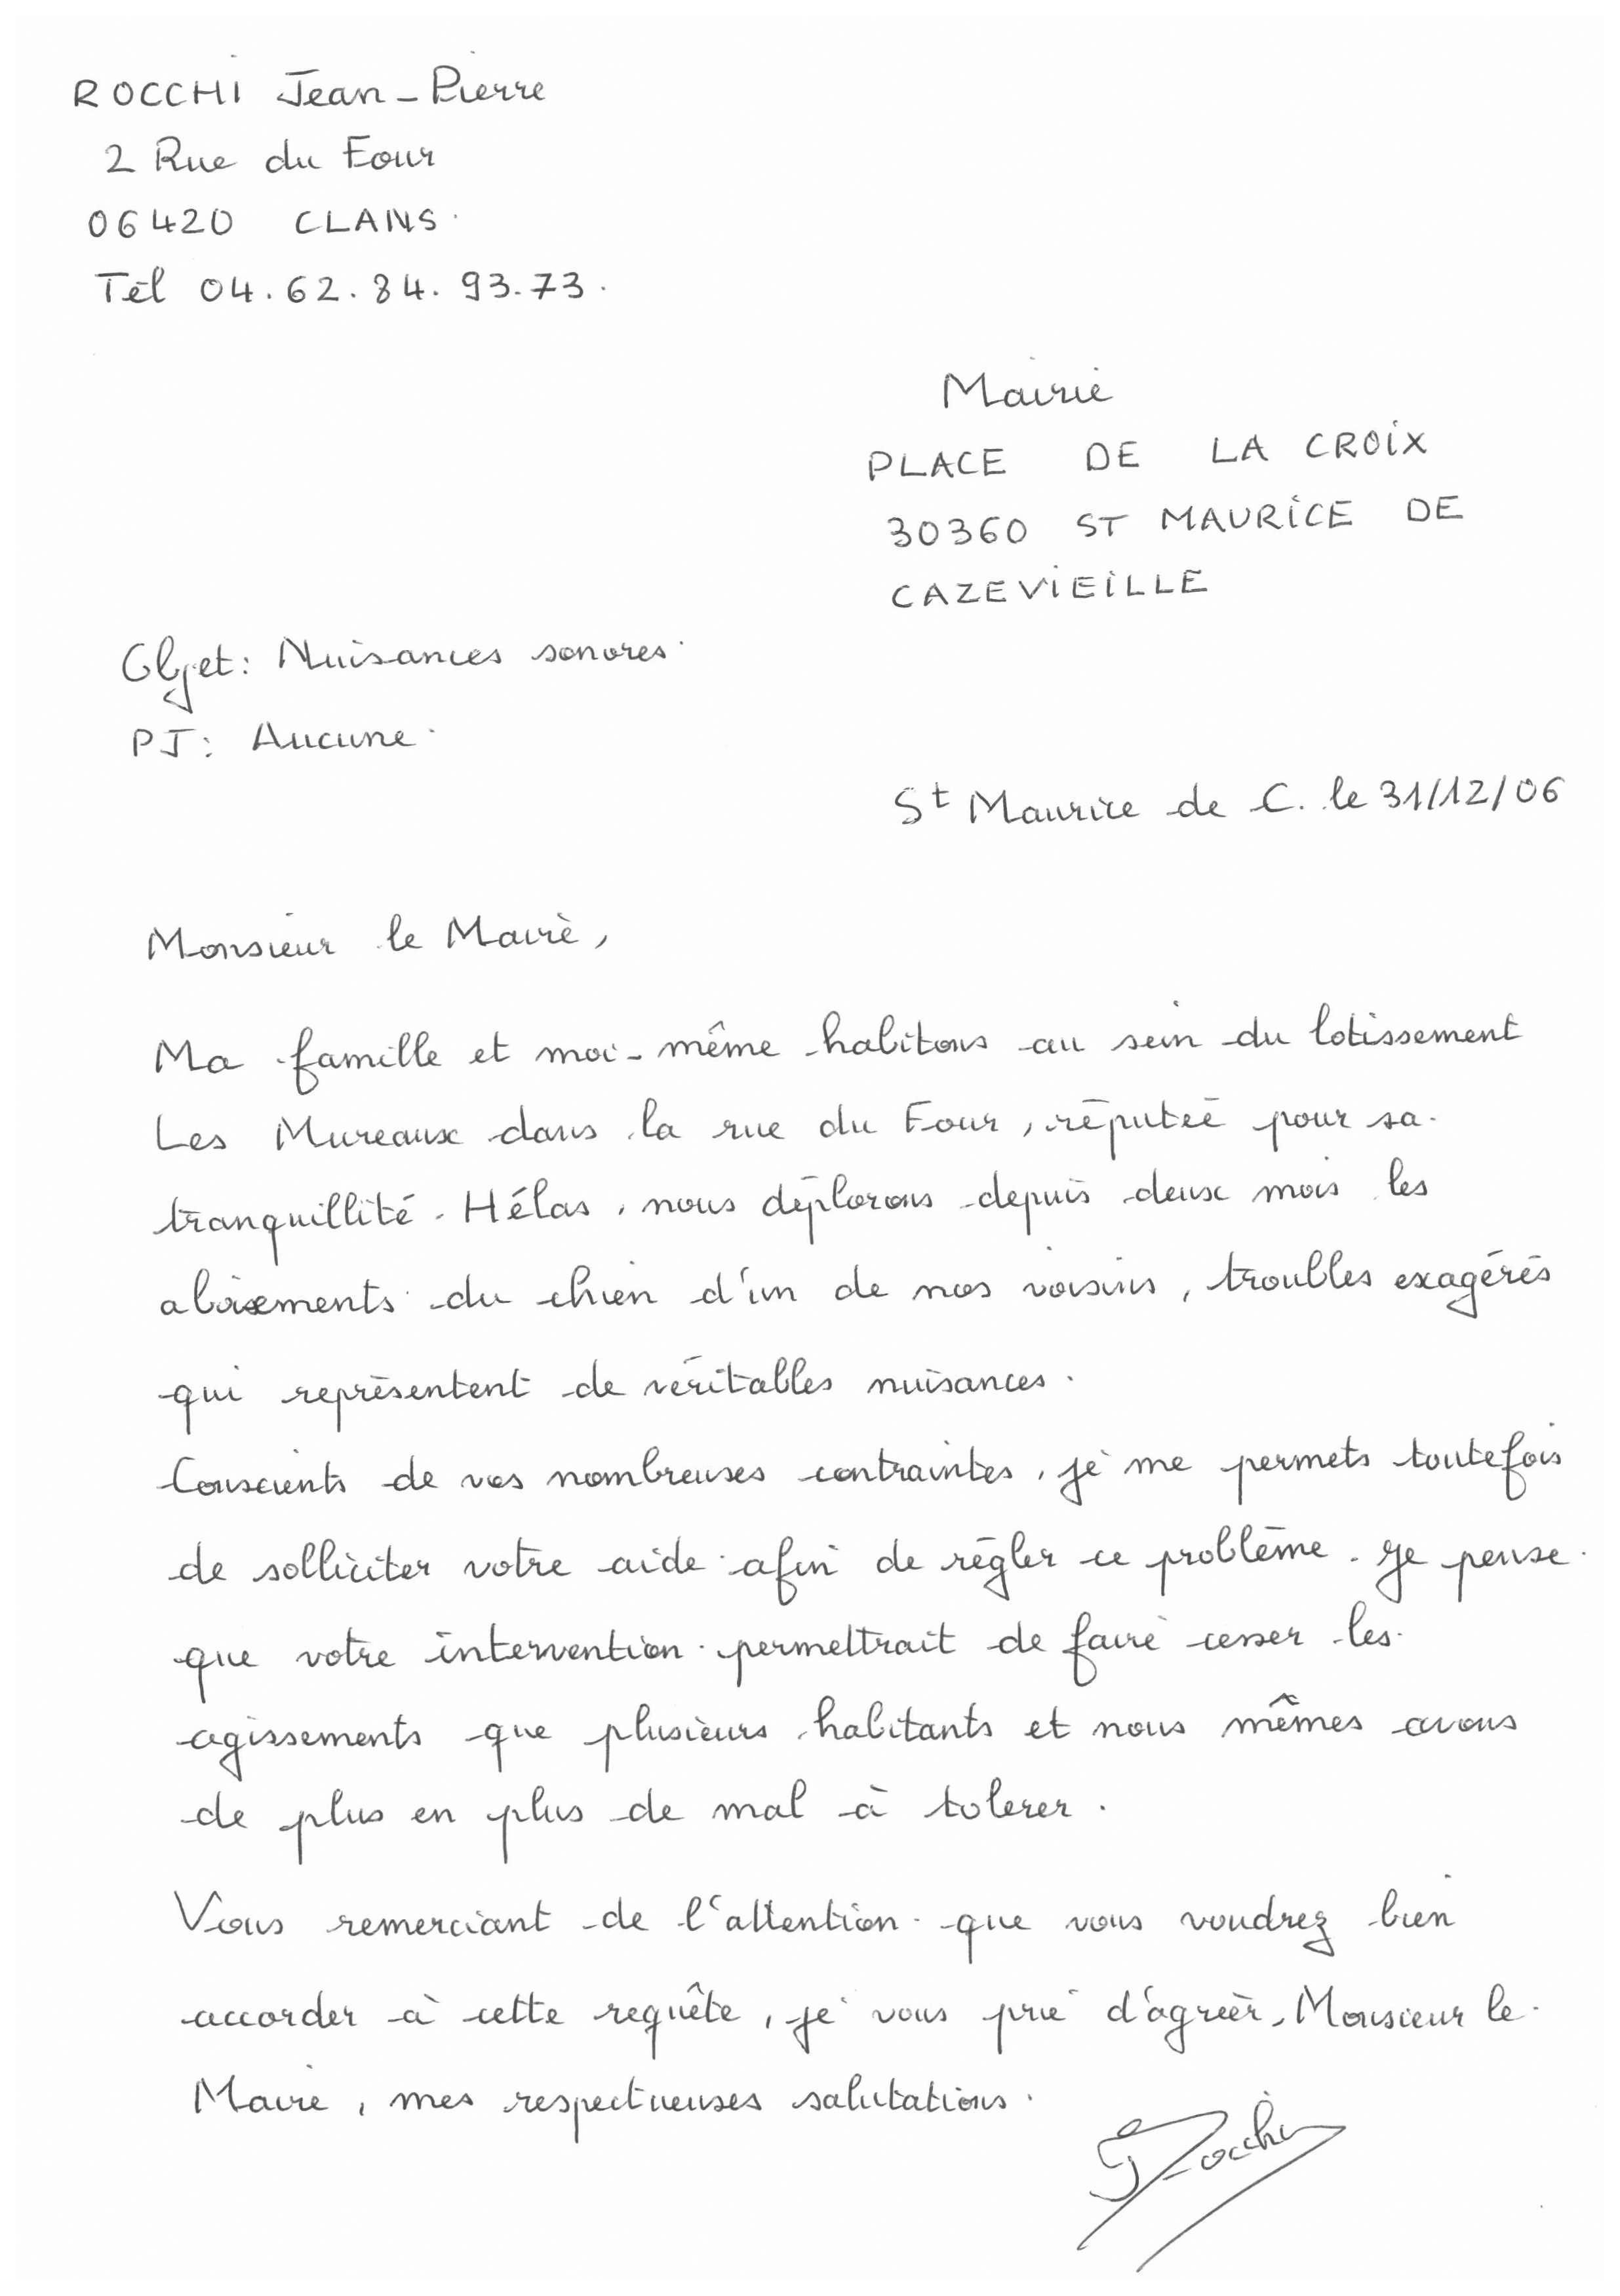 ROCCHI Jean-Pierre
2 Rue du Four
06420 CLANS.
Tél 04.62.84.93.73.
Mairie
PLACE DE LA CROIX
30360 ST MAURICE DE
CAZEVIEILLE
Objet: Nuisances sonores.
PJ: Aucune.
St Maurice de C. le 31/12/06
Monsieur le Maire,
Ma famille et moi-même habitons au sein du lotissement
Les Mureaux dans la rue du Four, réputée pour sa
tranquillité. Hélas, nous déplorons depuis deux mois les
aboiements du chien d'un de nos voisins, troubles exagérés
qui représentent de véritables nuisances.
Conscients de vos nombreuses contraintes, je me permets toutefois
de solliciter votre aide afin de régler ce problème. Je pense
que votre intervention permettrait de faire cesser les
agissements que plusieurs habitants et nous mêmes avons
de plus en plus de mal à tolerer.
Vous remerciant de l'attention que vous voudrez bien
accorder à cette requête, je vous prie d'agréer, Monsieur le
Maire, mes respectueuses salutations.
JRocchi